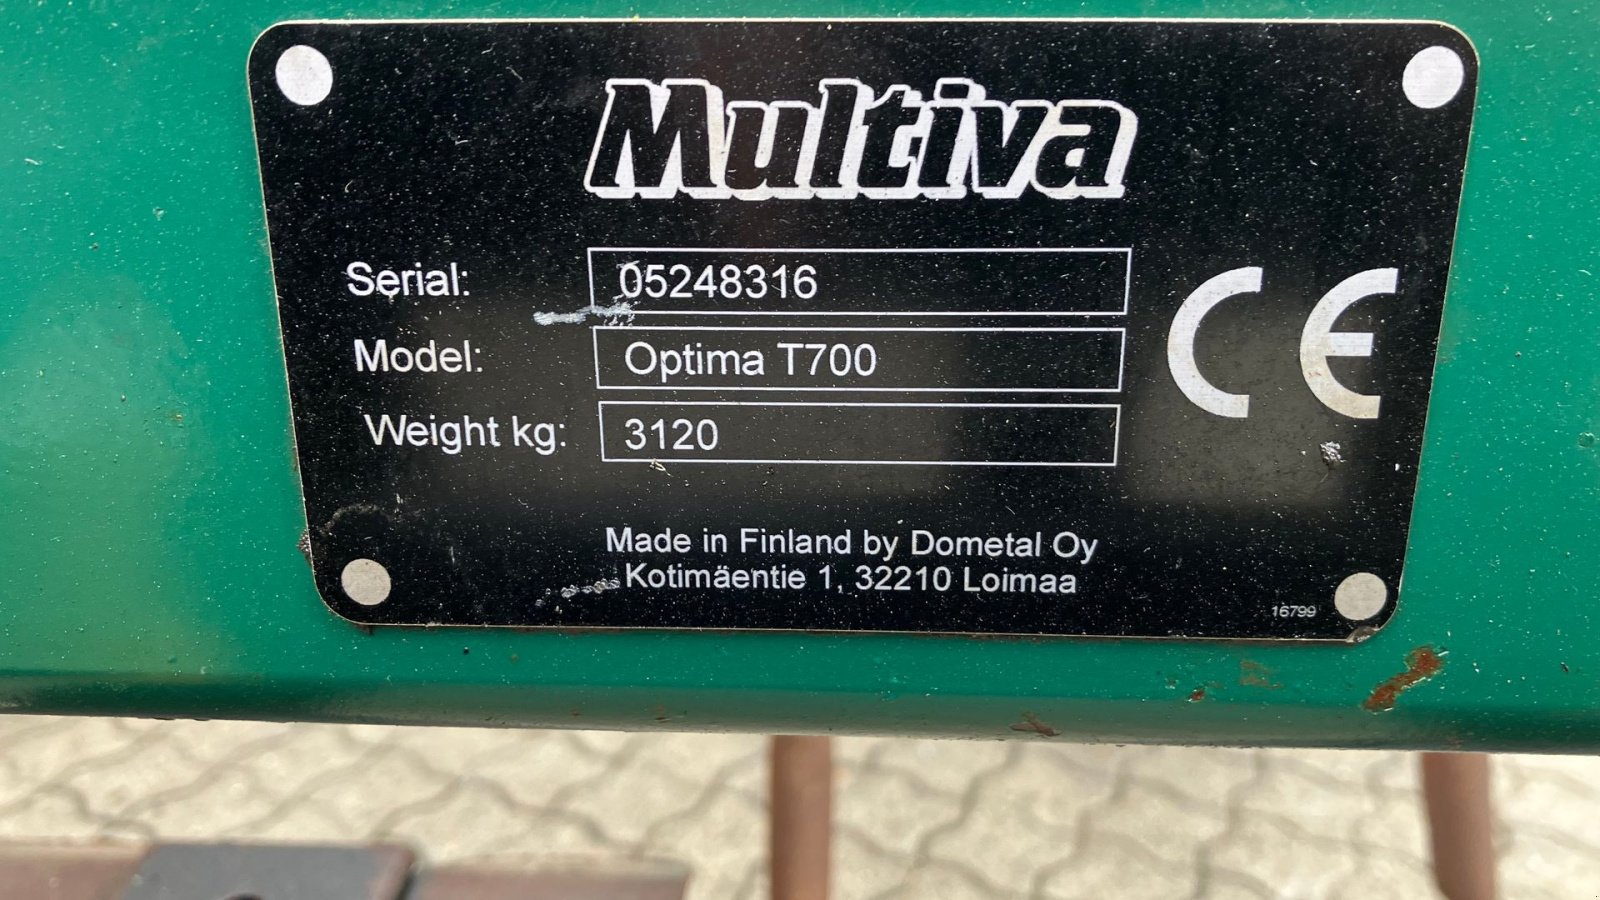 Multiva
Serial: 05248316
Model: Optima T700
Weight kg: 3120
CE
Made in Finland by Dometal Oy
Kotimäentie 1, 32210 Loimaa
16799